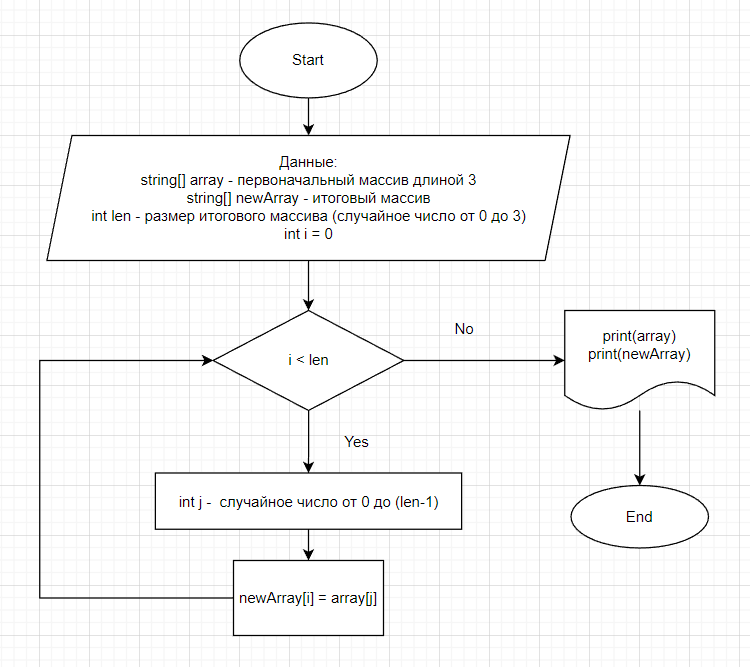 Start
Данные:
string[] array - первоначальный массив длиной 3
string[] newArray - итоговый массив
int len - размер итогового массива (случайное число от 0 до 3)
int i = 0
i < len
No
print(array)
print(newArray)
Yes
int j - случайное число от 0 до (len-1)
End
newArray[i] = array[j]